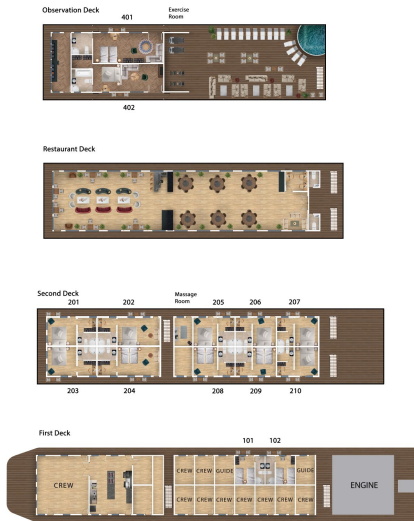 Observation Deck
401
Exercise
Room
402
Restaurant Deck
Second Deck
201 202 Massage
Room 205 206 207
203 204 208 209 210
First Deck
101 102
CREW
CREW CREW GUIDE GUIDE
CREW CREW CREW CREW CREW CREW CREW
ENGINE